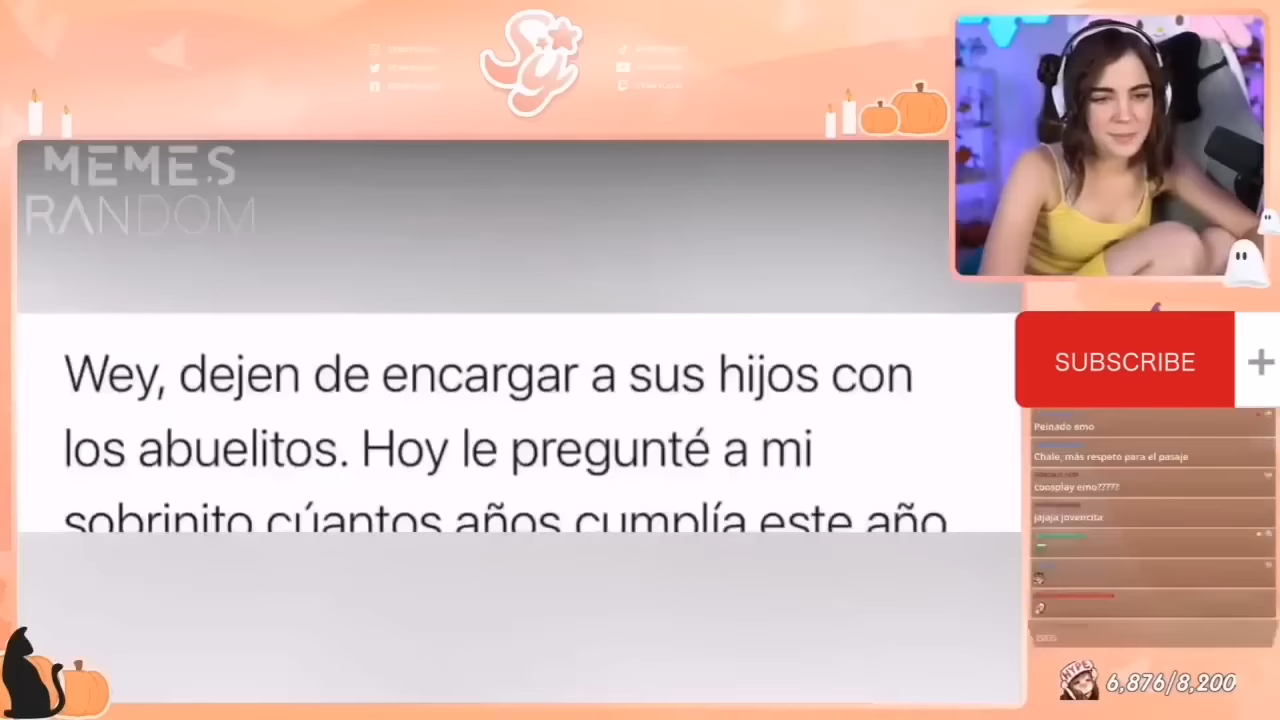 MEMES
RANDOM
Wey, dejen de encargar a sus hijos con
los abuelitos. Hoy le pregunté a mi
sobrinito cúantos años cumplía este año
SUBSCRIBE
+
Peinado emo
Chale, más respeto para el pasaje
coosplay emo?????
jajaja jovencita
HYPE
6,876/8,200